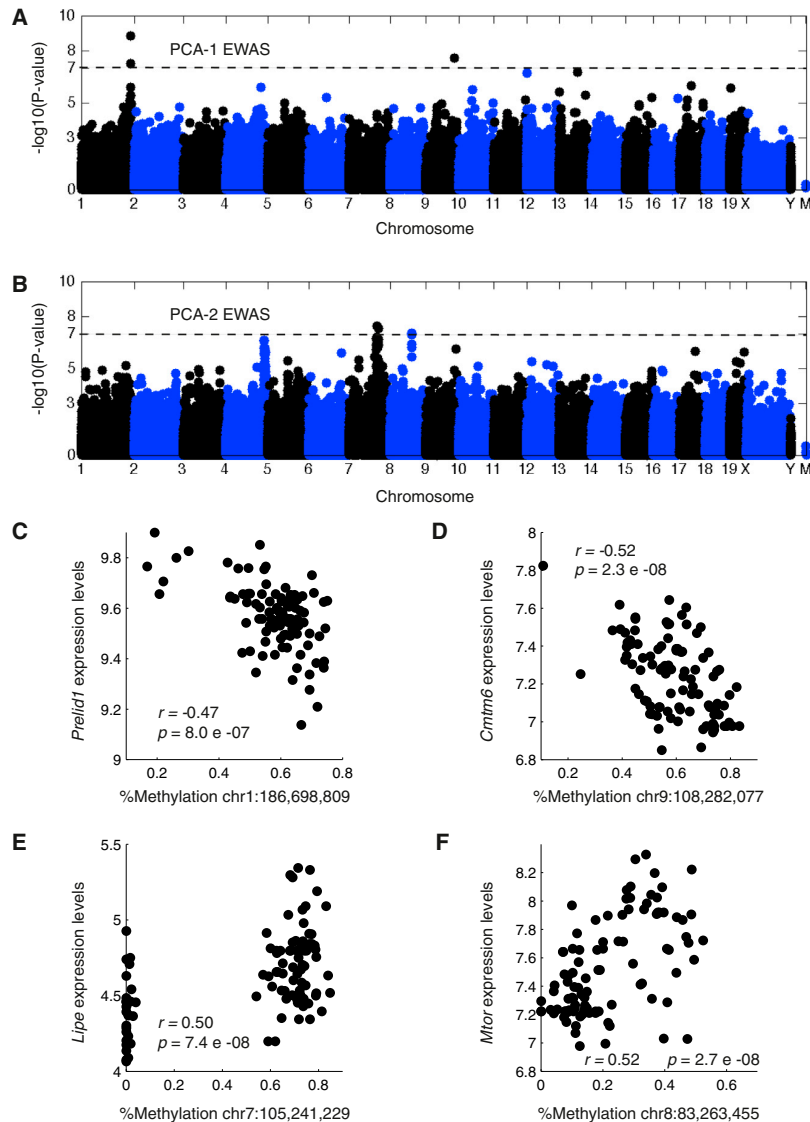 A
10
8
7
5
3
0
-log10(P-value)
PCA-1 EWAS
1 2 3 4 5 6 7 8 9 10 11 12 13 14 15 16 17 18 19 X Y M
Chromosome
B
10
8
7
5
3
0
-log10(P-value)
PCA-2 EWAS
1 2 3 4 5 6 7 8 9 10 11 12 13 14 15 16 17 18 19 X Y M
Chromosome
C
9.8
9.6
9.4
9.2
9
Prelid1 expression levels
r = -0.47
p = 8.0 e -07
0.2 0.4 0.6 0.8
%Methylation chr1:186,698,809
D
8
7.8
7.6
7.4
7.2
7
6.8
Cmtm6 expression levels
r = -0.52
p = 2.3 e -08
0.2 0.4 0.6 0.8
%Methylation chr9:108,282,077
E
5.5
5
4.5
4
Lipe expression levels
r = 0.50
p = 7.4 e -08
0 0.2 0.4 0.6 0.8
%Methylation chr7:105,241,229
F
8.2
8
7.8
7.6
7.4
7.2
7
6.8
Mtor expression levels
r = 0.52 p = 2.7 e -08
0 0.2 0.4 0.6
%Methylation chr8:83,263,455